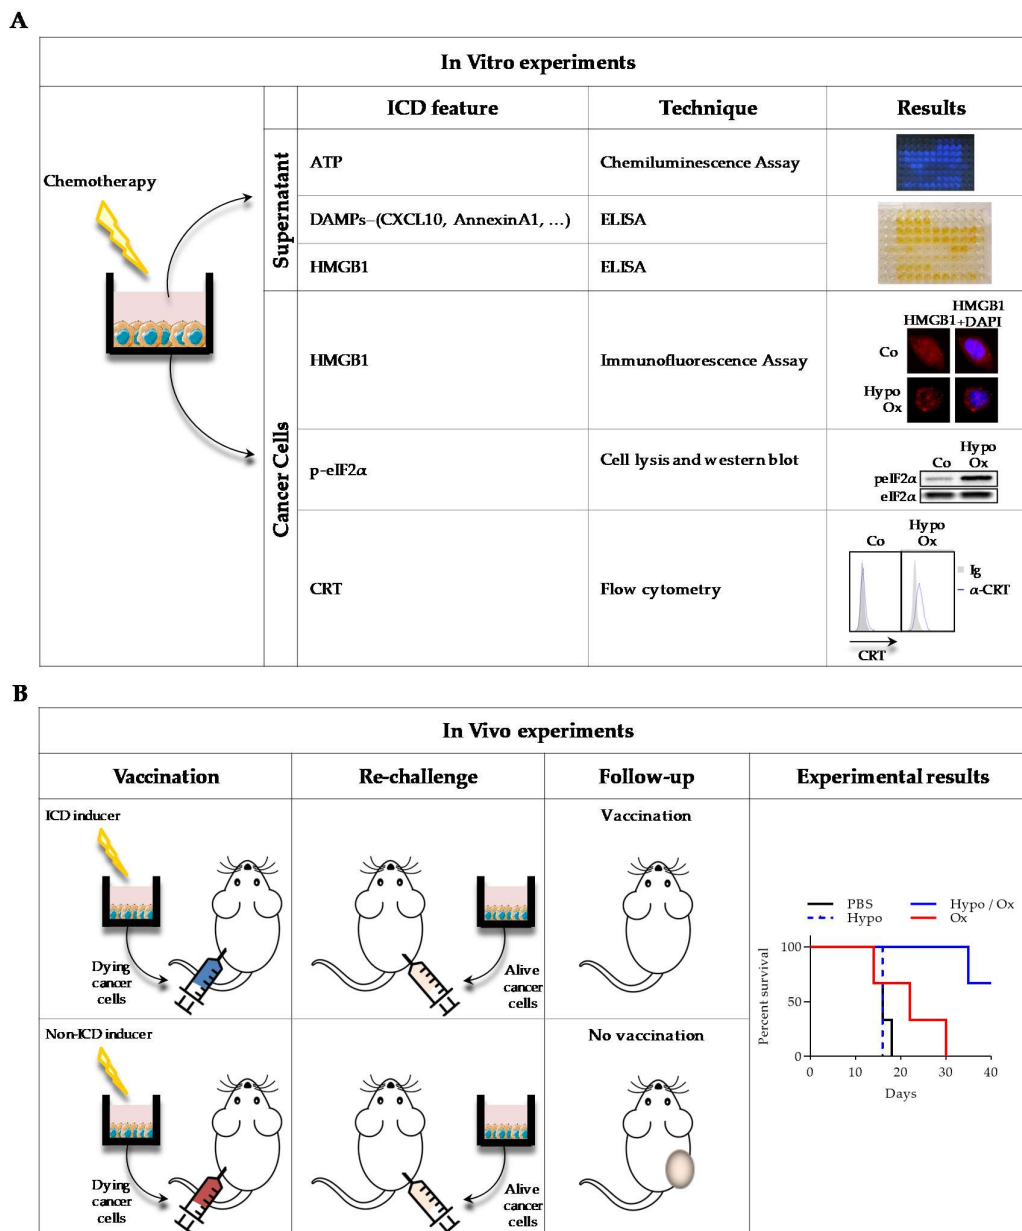 A
In Vitro experiments
ICD feature Technique Results
Chemotherapy
Supernatant
ATP Chemiluminescence Assay
DAMPs–(CXCL10, AnnexinA1, …) ELISA
HMGB1 ELISA
Cancer Cells
HMGB1 Immunofluorescence Assay
HMGB1 HMGB1
+DAPI
Co
Hypo
Ox
p-eIF2α Cell lysis and western blot
Hypo
Co Ox
peIF2α
eIF2α
CRT Flow cytometry
Hypo
Co Ox
Ig
α-CRT
CRT
B
In Vivo experiments
Vaccination Re-challenge Follow-up Experimental results
ICD inducer
Dying
cancer
cells
Alive
cancer
cells
Vaccination
Non-ICD inducer
Dying
cancer
cells
Alive
cancer
cells
No vaccination
PBS Hypo / Ox
Hypo Ox
Percent survival
100
50
0
0 10 20 30 40
Days